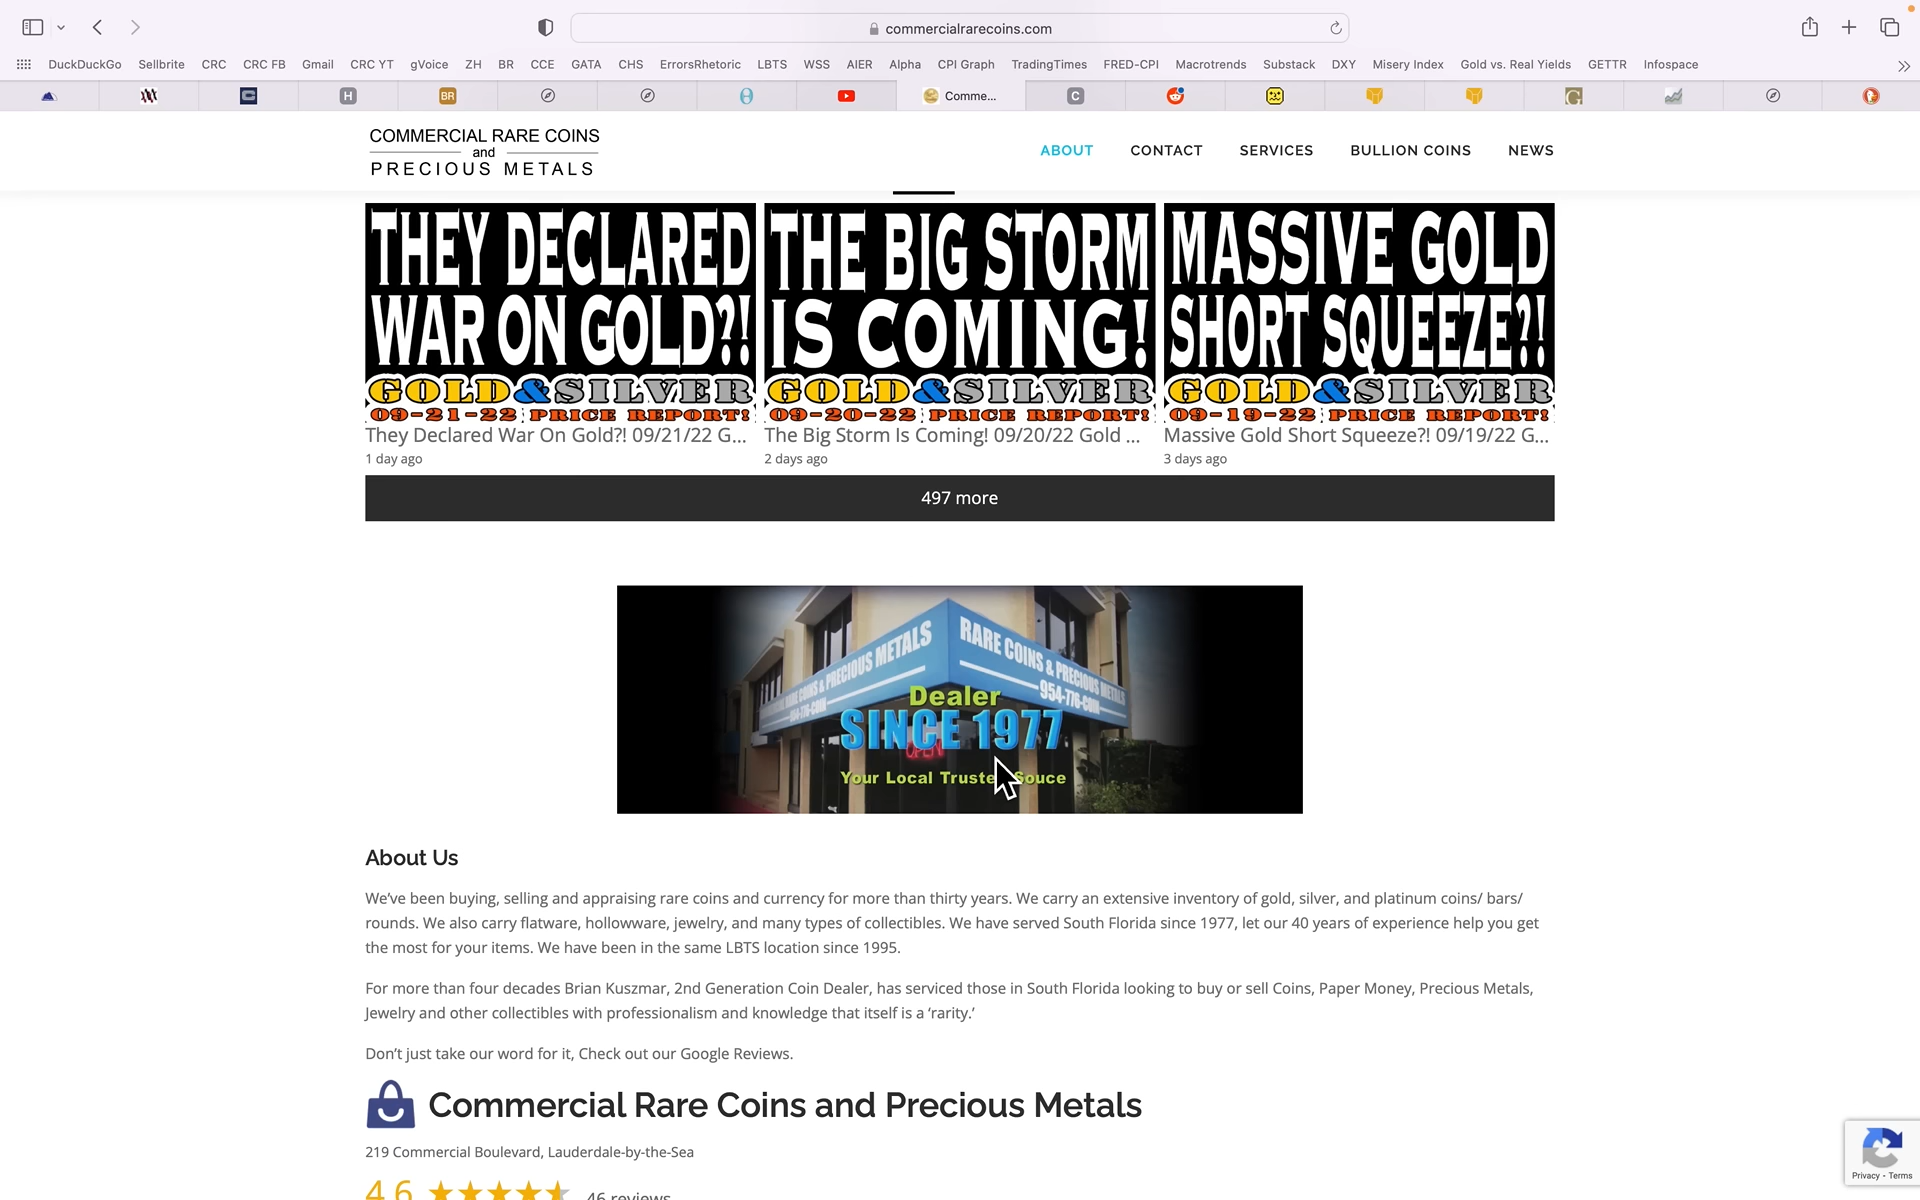 commercialrarecoins.com
DuckDuckGo Sellbrite CRC CRC FB Gmail CRC YT gVoice ZH BR CCE GATA CHS ErrorsRhetoric LBTS WSS AIER Alpha CPI Graph TradingTimes FRED-CPI Macrotrends Substack DXY Misery Index Gold vs. Real Yields GETTR Infospace
H BR Comme... C
COMMERCIAL RARE COINS
and
PRECIOUS METALS
ABOUT CONTACT SERVICES BULLION COINS NEWS
THEY DECLARED
WAR ON GOLD?!
GOLD&SILVER
09-21-22 PRICE REPORT!
THE BIG STORM
IS COMING!
GOLD&SILVER
09-20-22 PRICE REPORT!
MASSIVE GOLD
SHORT SQUEEZE?!
GOLD&SILVER
09-19-22 PRICE REPORT!
They Declared War On Gold?! 09/21/22 G...
1 day ago
The Big Storm Is Coming! 09/20/22 Gold ...
2 days ago
Massive Gold Short Squeeze?! 09/19/22 G...
3 days ago
497 more
RARE COINS & PRECIOUS METALS
954-776-COIN
RARE COINS & PRECIOUS METALS
954-776-COIN
Dealer
SINCE 1977
OPEN
Your Local Souce
About Us
We've been buying, selling and appraising rare coins and currency for more than thirty years. We carry an extensive inventory of gold, silver, and platinum coins/ bars/
rounds. We also carry flatware, hollowware, jewelry, and many types of collectibles. We have served South Florida since 1977, let our 40 years of experience help you get
the most for your items. We have been in the same LBTS location since 1995.
For more than four decades Brian Kuszmar, 2nd Generation Coin Dealer, has serviced those in South Florida looking to buy or sell Coins, Paper Money, Precious Metals,
Jewelry and other collectibles with professionalism and knowledge that itself is a ‘rarity.’
Don't just take our word for it, Check out our Google Reviews.
Commercial Rare Coins and Precious Metals
219 Commercial Boulevard, Lauderdale-by-the-Sea
4.6 46 reviews
Privacy - Terms